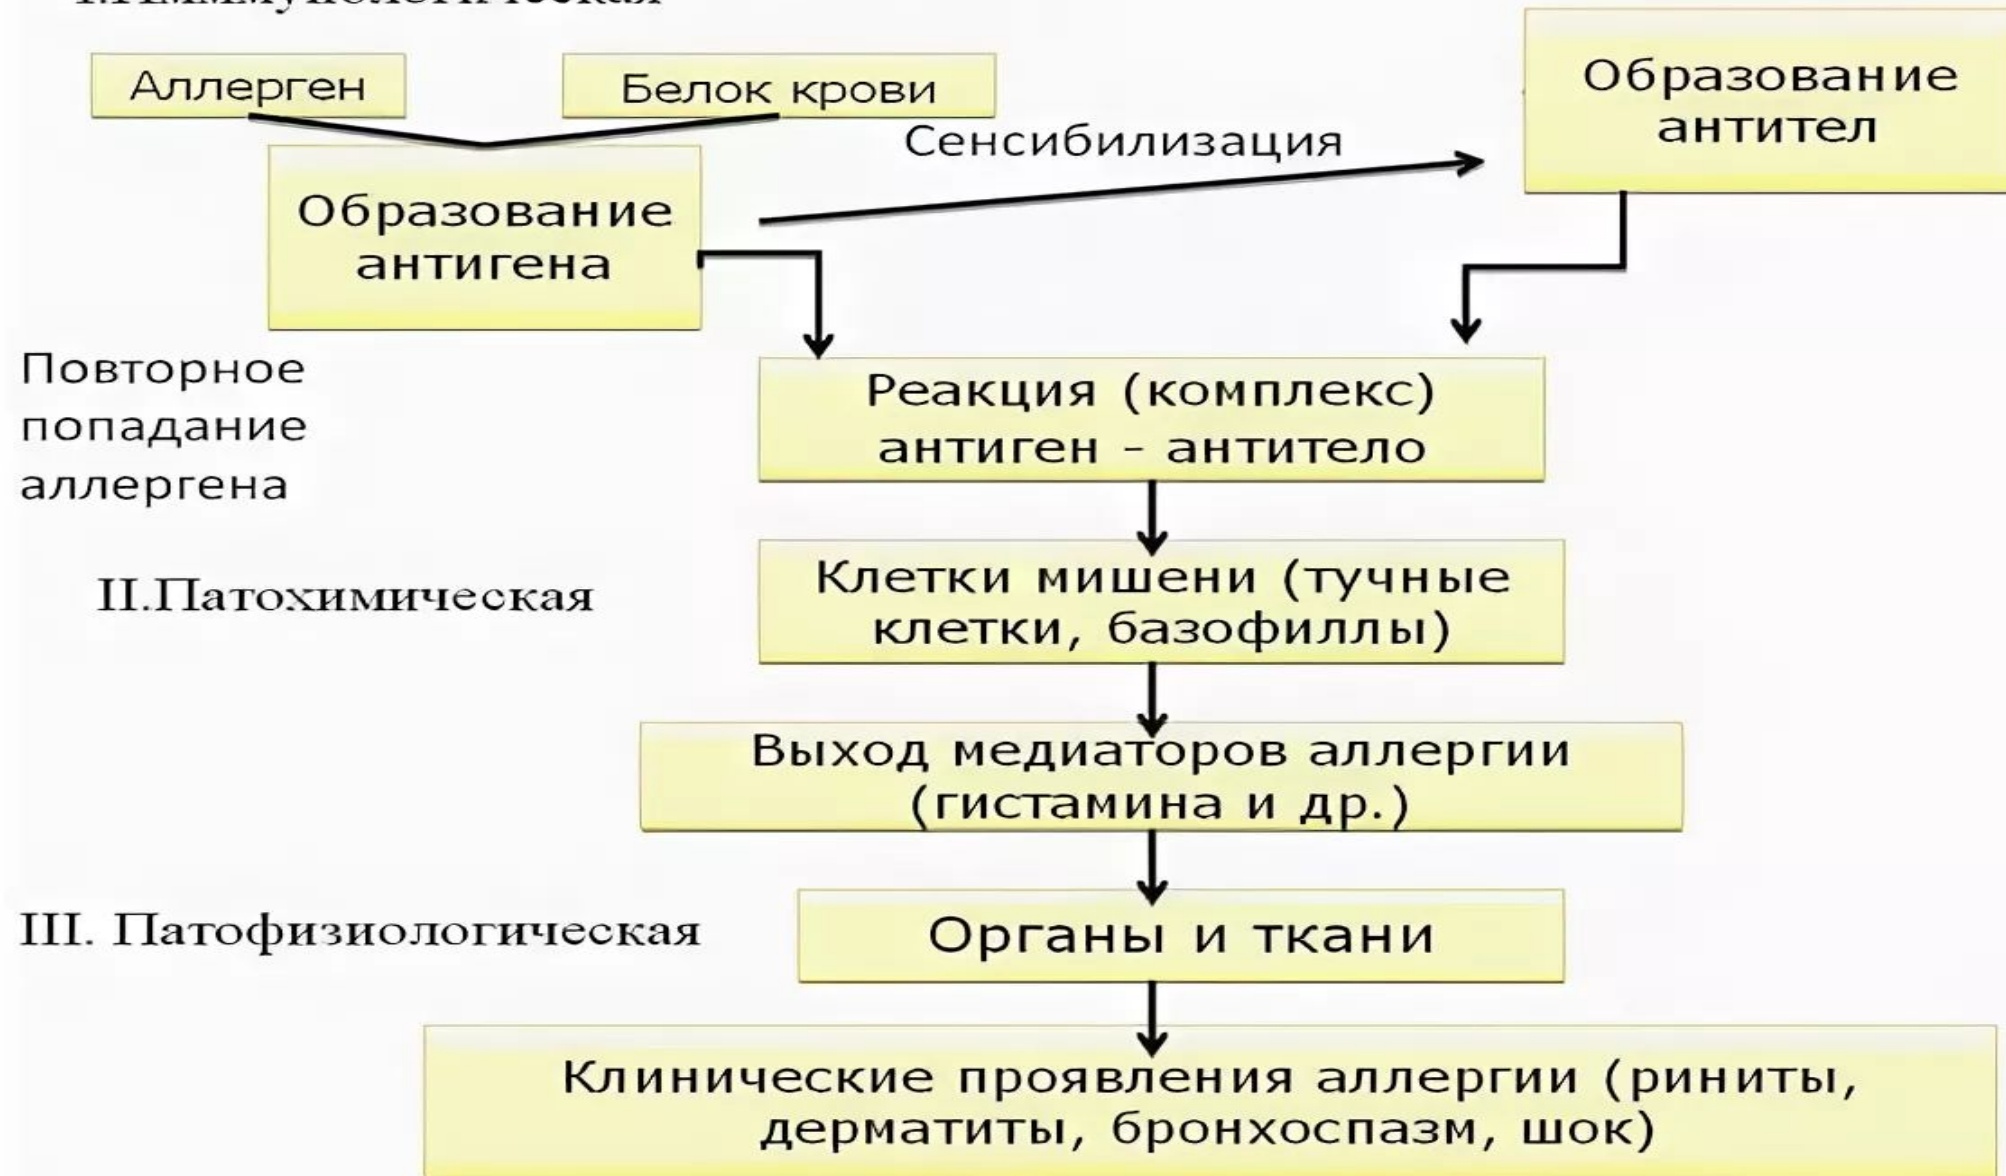 Аллерген
Белок крови
Образование
антител
Сенсибилизация
Образование
антигена
Повторное
попадание
аллергена
Реакция (комплекс)
антиген - антитело
II.Патохимическая
Клетки мишени (тучные
клетки, базофиллы)
Выход медиаторов аллергии
(гистамина и др.)
III. Патофизиологическая
Органы и ткани
Клинические проявления аллергии (риниты,
дерматиты, бронхоспазм, шок)